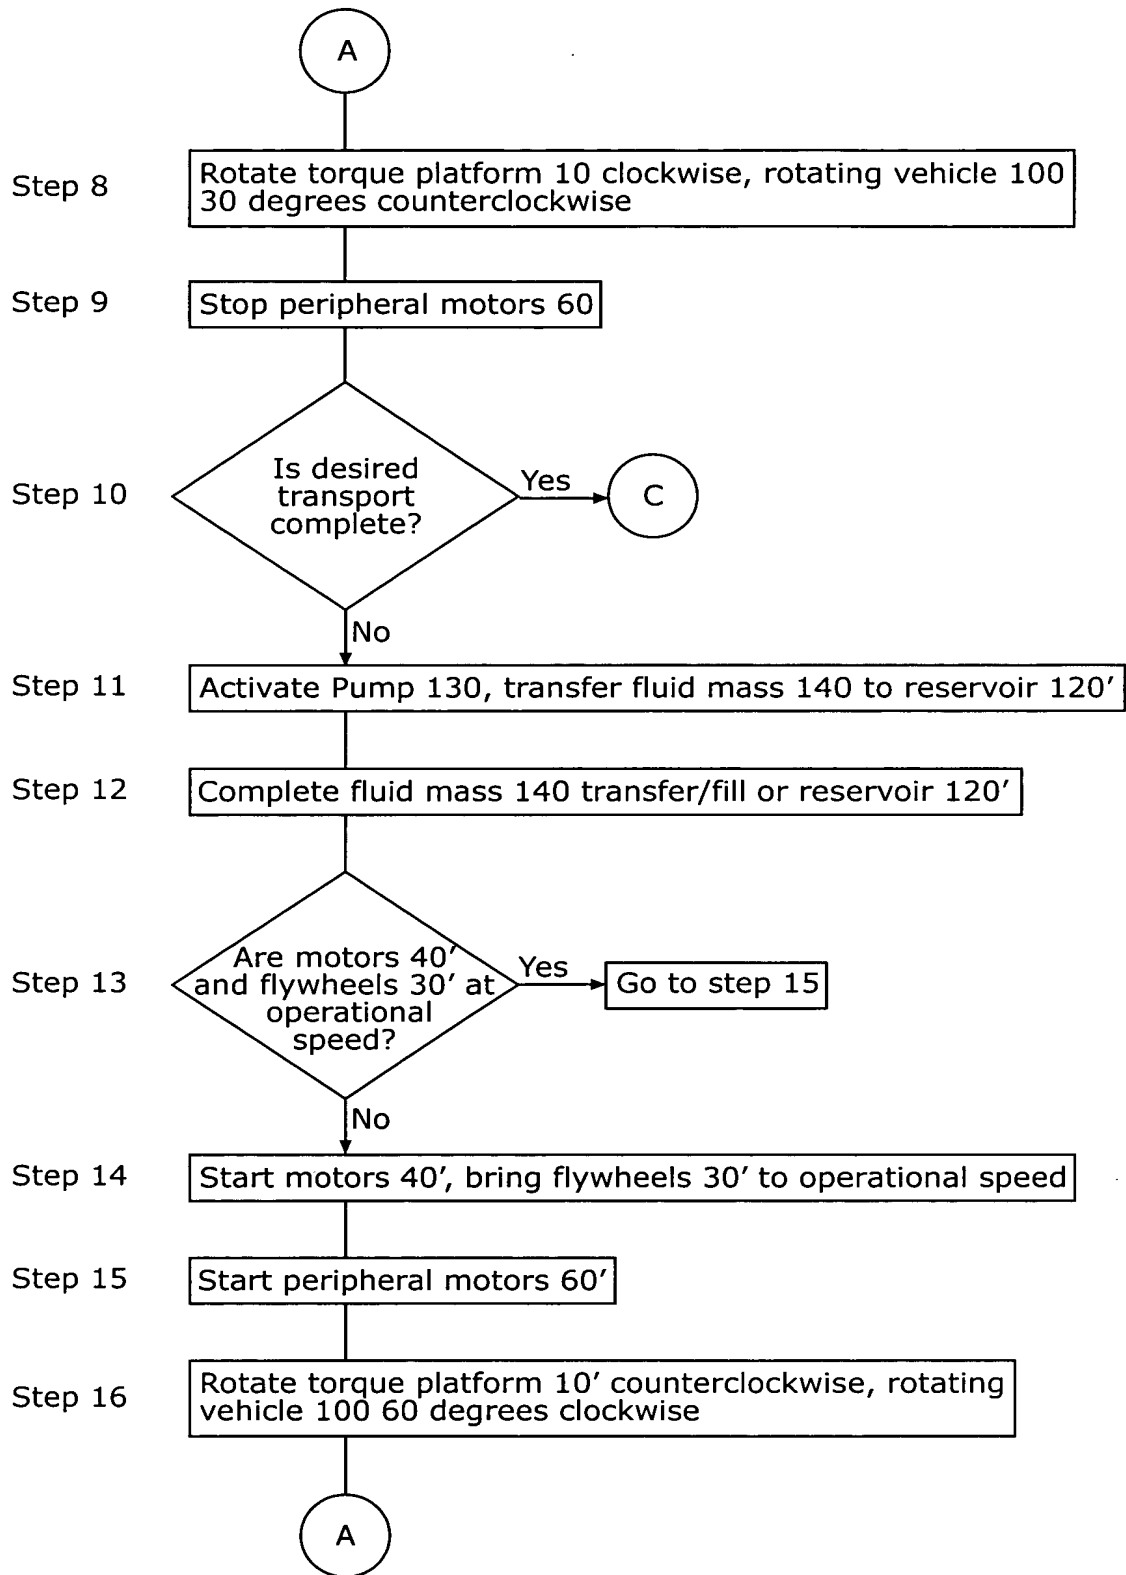 A
Step 8
Rotate torque platform 10 clockwise, rotating vehicle 100
30 degrees counterclockwise
Step 9
Stop peripheral motors 60
Step 10
Is desired
transport
complete?
Yes
C
No
Step 11
Activate Pump 130, transfer fluid mass 140 to reservoir 120′
Step 12
Complete fluid mass 140 transfer/fill or reservoir 120′
Step 13
Are motors 40′
and flywheels 30′ at
operational
speed?
Yes
Go to step 15
No
Step 14
Start motors 40′, bring flywheels 30′ to operational speed
Step 15
Start peripheral motors 60′
Step 16
Rotate torque platform 10′ counterclockwise, rotating
vehicle 100 60 degrees clockwise
A